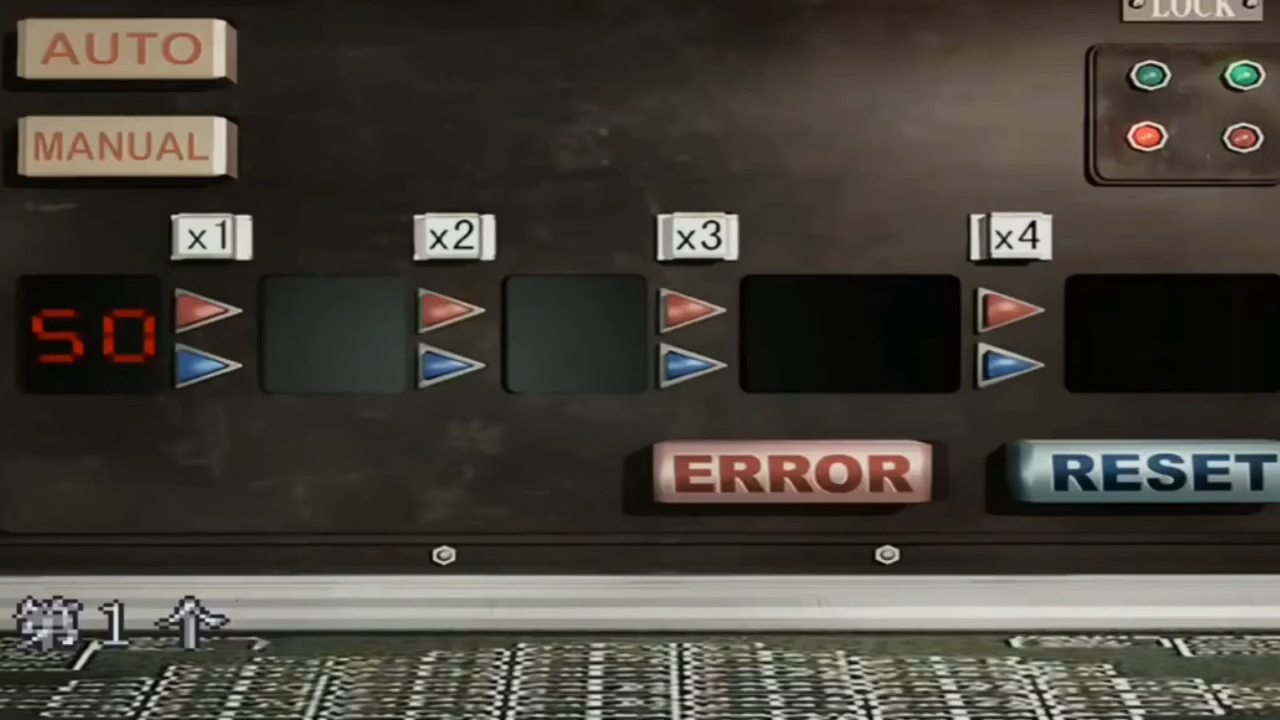 LOCK
AUTO
MANUAL
x1 x2 x3 x4
50
ERROR RESET
第1个